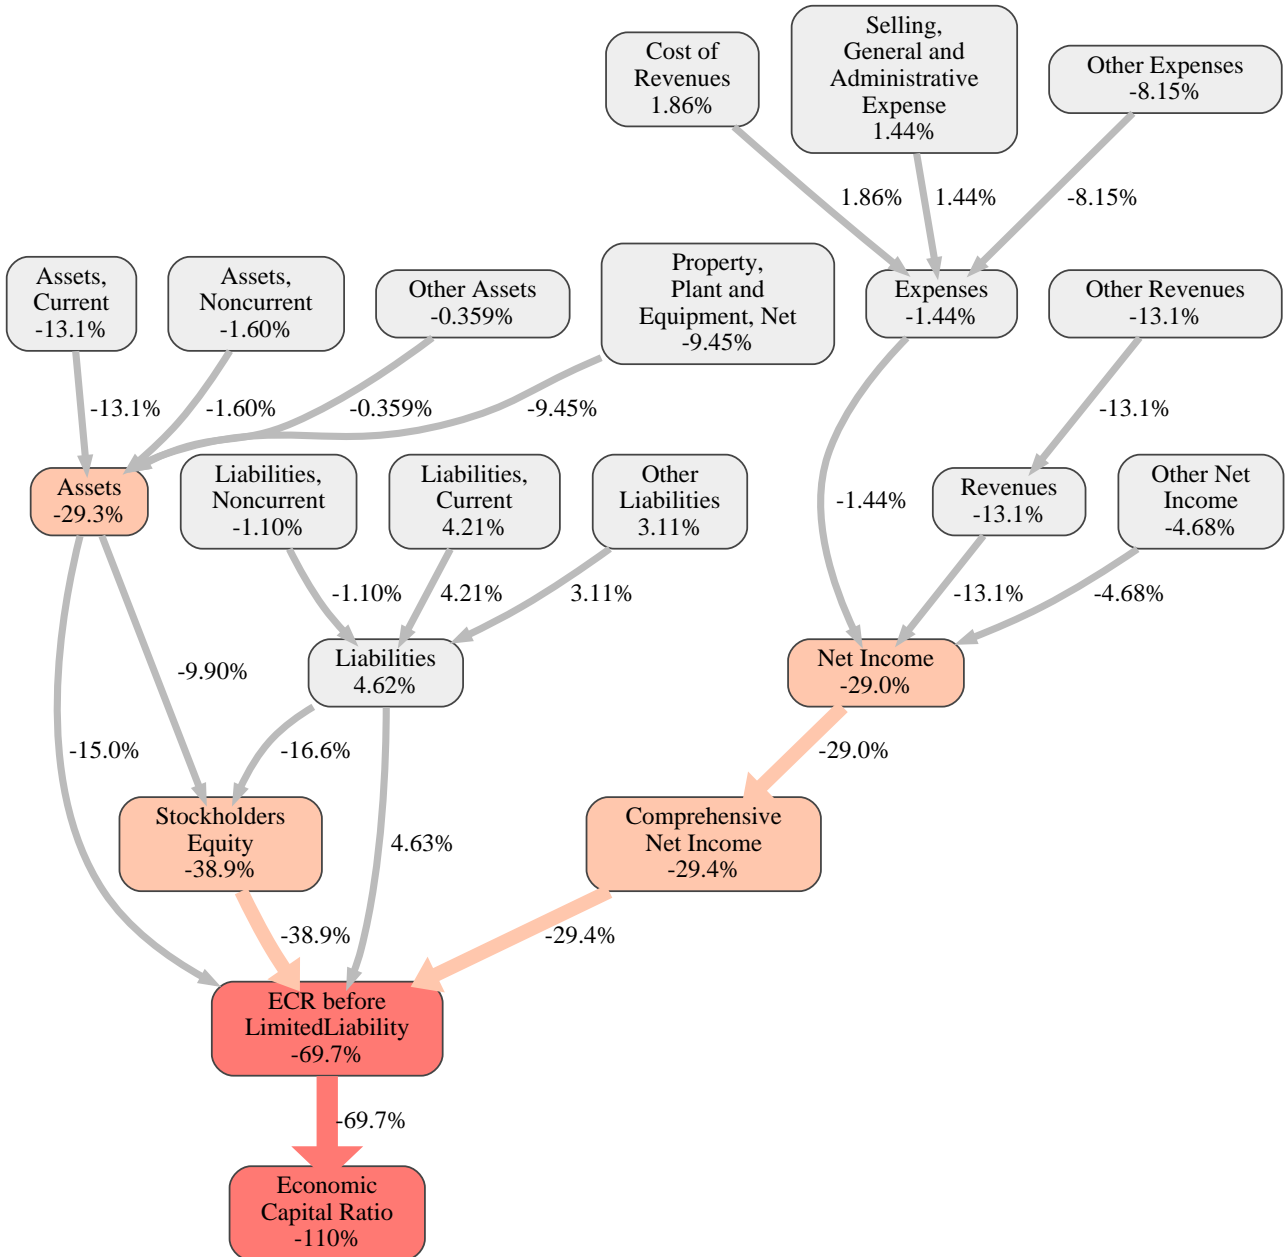 Cost of
Revenues
1.86%
Selling,
General and
Administrative
Expense
1.44%
Other Expenses
-8.15%
1.86%
1.44%
-8.15%
Assets,
Current
-13.1%
Assets,
Noncurrent
-1.60%
Other Assets
-0.359%
Property,
Plant and
Equipment, Net
-9.45%
Expenses
-1.44%
Other Revenues
-13.1%
-13.1%
-1.60%
-0.359%
-9.45%
-13.1%
Assets
-29.3%
Liabilities,
Noncurrent
-1.10%
Liabilities,
Current
4.21%
Other
Liabilities
3.11%
-1.44%
Revenues
-13.1%
Other Net
Income
-4.68%
-1.10%
4.21%
3.11%
-13.1%
-4.68%
-9.90%
Liabilities
4.62%
Net Income
-29.0%
-15.0%
-16.6%
-29.0%
Stockholders
Equity
-38.9%
4.63%
Comprehensive
Net Income
-29.4%
-38.9%
-29.4%
ECR before
LimitedLiability
-69.7%
-69.7%
Economic
Capital Ratio
-110%